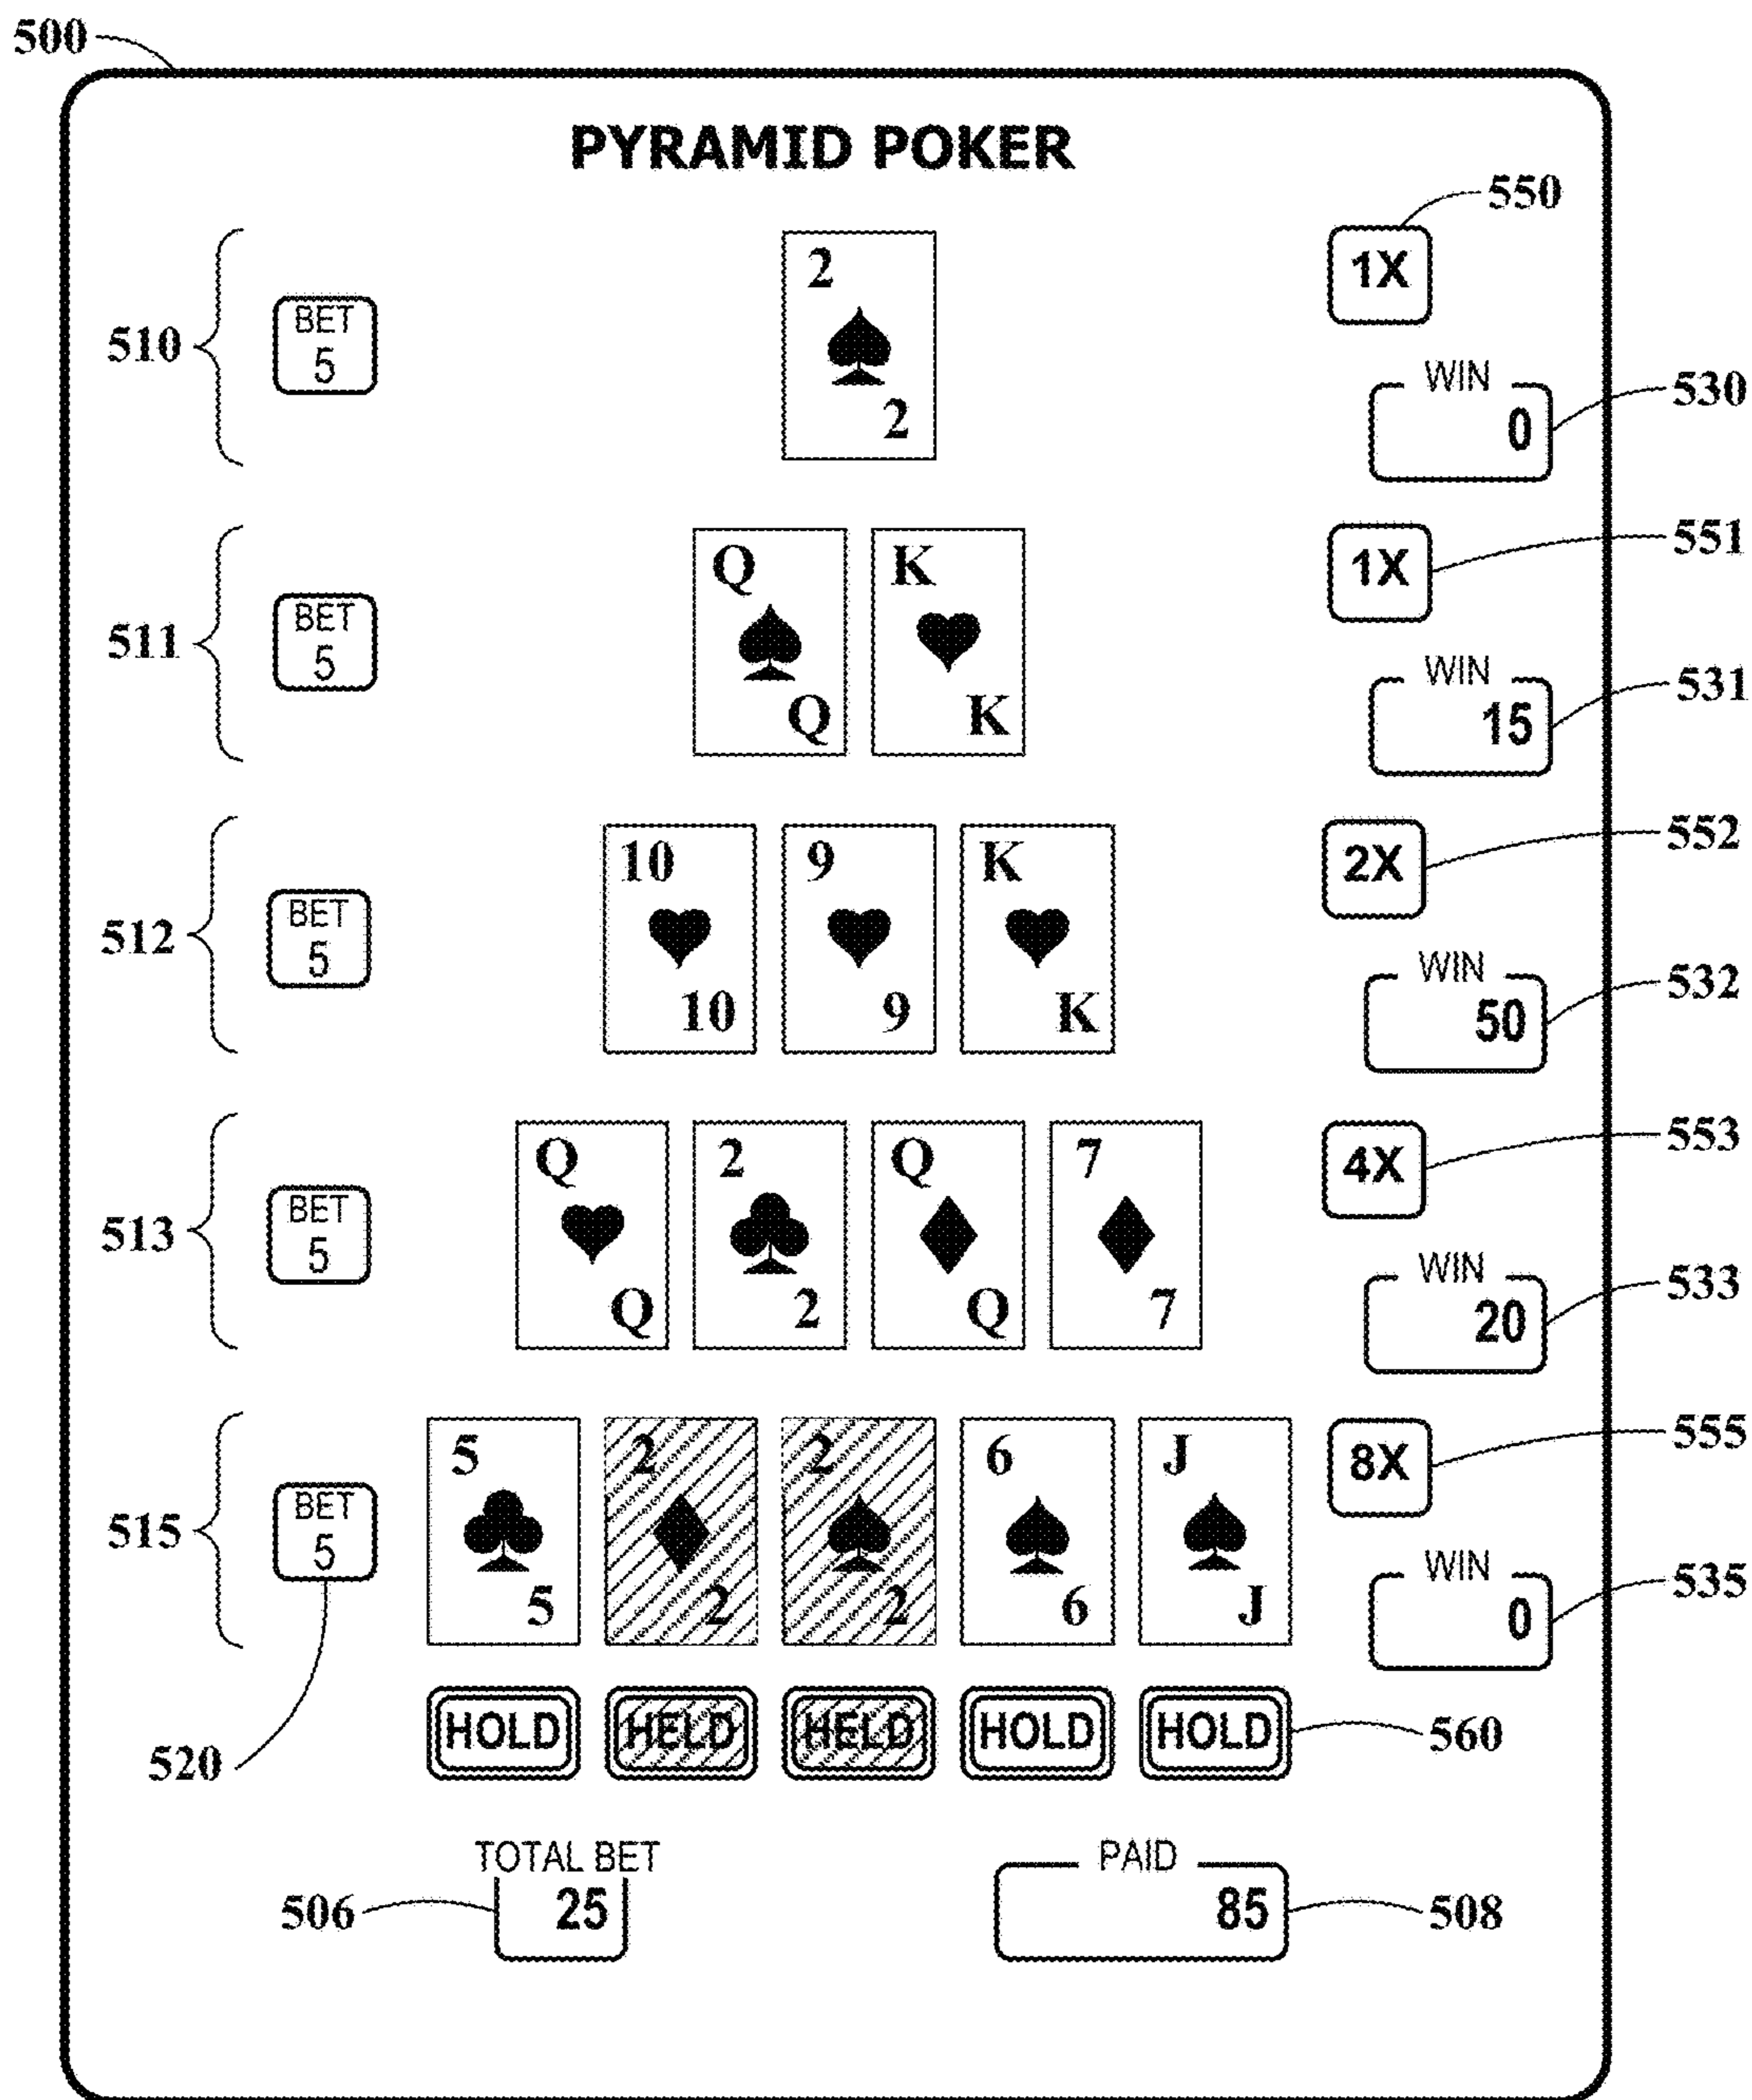 500
PYRAMID POKER
550
2
1X
510
BET
5
WIN
530
0
2
551
Q
K
1X
511
BET
5
WIN
531
15
Q
K
552
10
9
K
2X
512
BET
5
WIN
532
50
10
9
K
553
Q
2
Q
7
4X
513
BET
5
WIN
533
20
Q
2
Q
7
555
5
2
2
6
J
8X
515
BET
5
WIN
535
0
5
2
2
6
J
HOLD
HELD
HELD
HOLD
HOLD
560
520
TOTAL BET
PAID
506
25
85
508